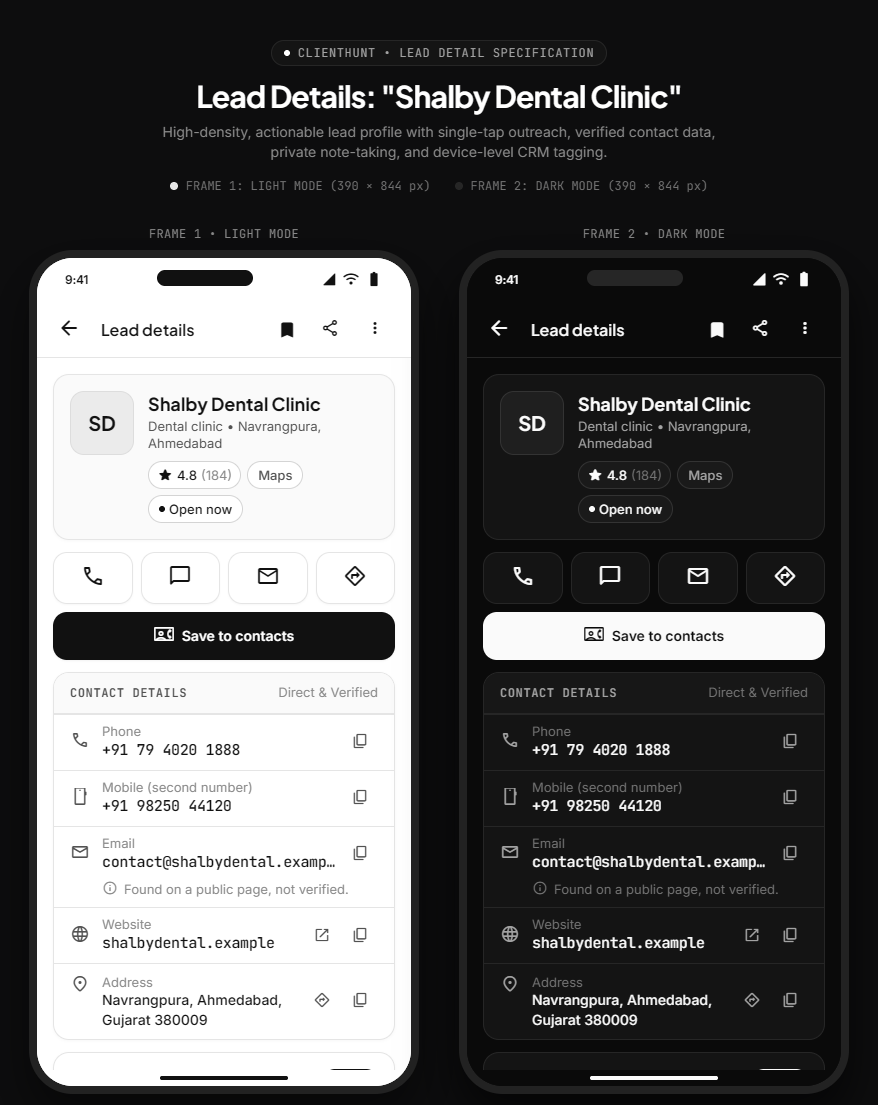 CLIENTHUNT • LEAD DETAIL SPECIFICATION
Lead Details: "Shalby Dental Clinic"
High-density, actionable lead profile with single-tap outreach, verified contact data,
private note-taking, and device-level CRM tagging.
FRAME 1: LIGHT MODE (390 × 844 px)
FRAME 2: DARK MODE (390 × 844 px)
FRAME 1 • LIGHT MODE
9:41
Lead details
SD
Shalby Dental Clinic
Dental clinic • Navrangpura,
Ahmedabad
4.8 (184)
Maps
Open now
Save to contacts
CONTACT DETAILS
Direct & Verified
Phone
+91 79 4020 1888
Mobile (second number)
+91 98250 44120
Email
contact@shalbydental.examp…
Found on a public page, not verified.
Website
shalbydental.example
Address
Navrangpura, Ahmedabad,
Gujarat 380009
FRAME 2 • DARK MODE
9:41
Lead details
SD
Shalby Dental Clinic
Dental clinic • Navrangpura,
Ahmedabad
4.8 (184)
Maps
Open now
Save to contacts
CONTACT DETAILS
Direct & Verified
Phone
+91 79 4020 1888
Mobile (second number)
+91 98250 44120
Email
contact@shalbydental.examp…
Found on a public page, not verified.
Website
shalbydental.example
Address
Navrangpura, Ahmedabad,
Gujarat 380009